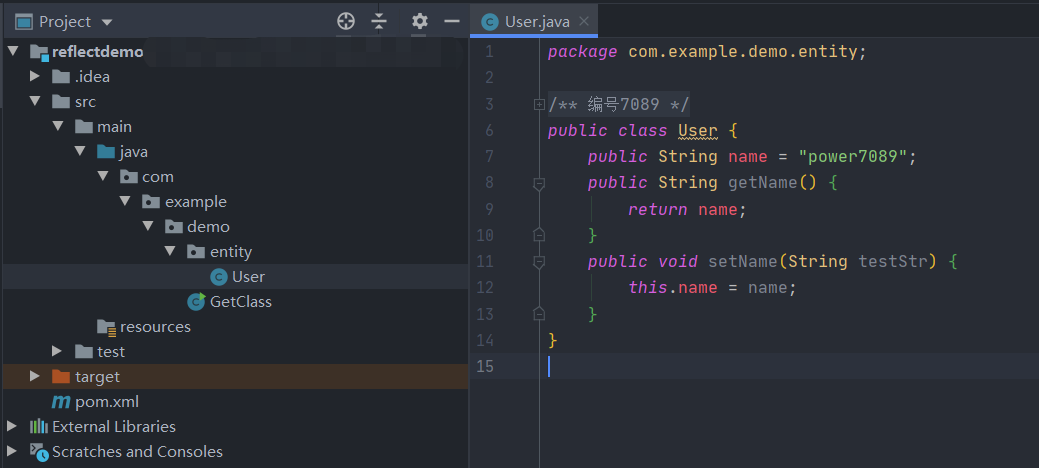 Project
reflectdemo
.idea
src
main
java
com
example
demo
entity
User
GetClass
resources
test
target
pom.xml
External Libraries
Scratches and Consoles
User.java
1 package com.example.demo.entity;
2
3 /** 编号7089 */
6 public class User {
7 public String name = "power7089";
8 public String getName() {
9 return name;
10 }
11 public void setName(String testStr) {
12 this.name = name;
13 }
14 }
15